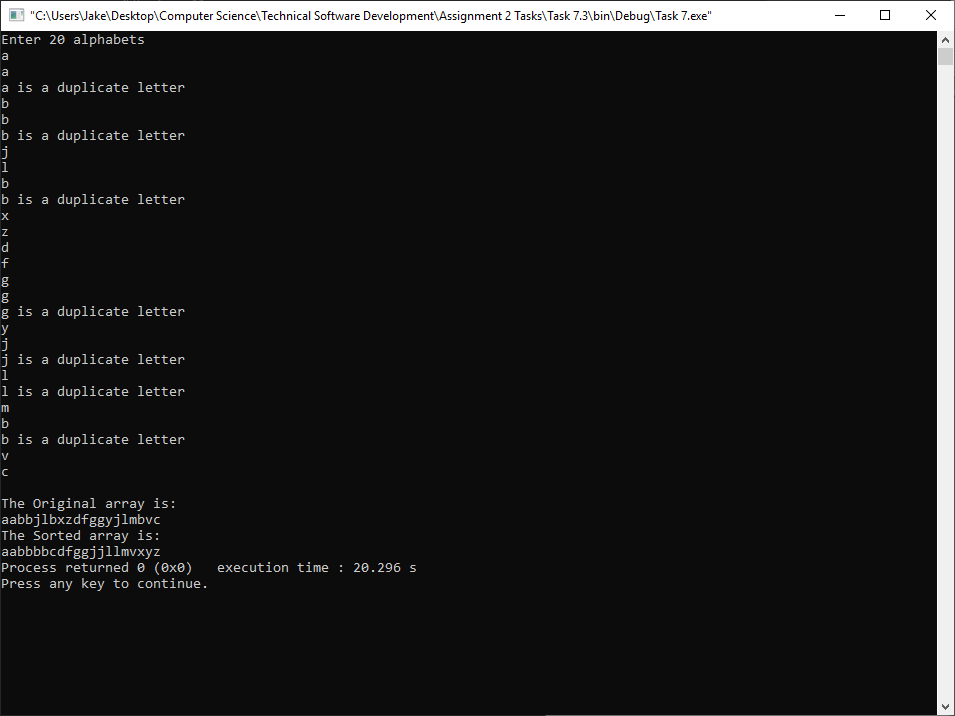 "C:\Users\Jake\Desktop\Computer Science\Technical Software Development\Assignment 2 Tasks\Task 7.3\bin\Debug\Task 7.exe"
Enter 20 alphabets
a
a
a is a duplicate letter
b
b
b is a duplicate letter
j
l
b
b is a duplicate letter
x
z
d
f
g
g
g is a duplicate letter
y
j
j is a duplicate letter
l
l is a duplicate letter
m
b
b is a duplicate letter
v
c
The Original array is:
aabbjlbxzdfggyjlmbvc
The Sorted array is:
aabbbbcdfggjjllmvxyz
Process returned 0 (0x0)   execution time : 20.296 s
Press any key to continue.